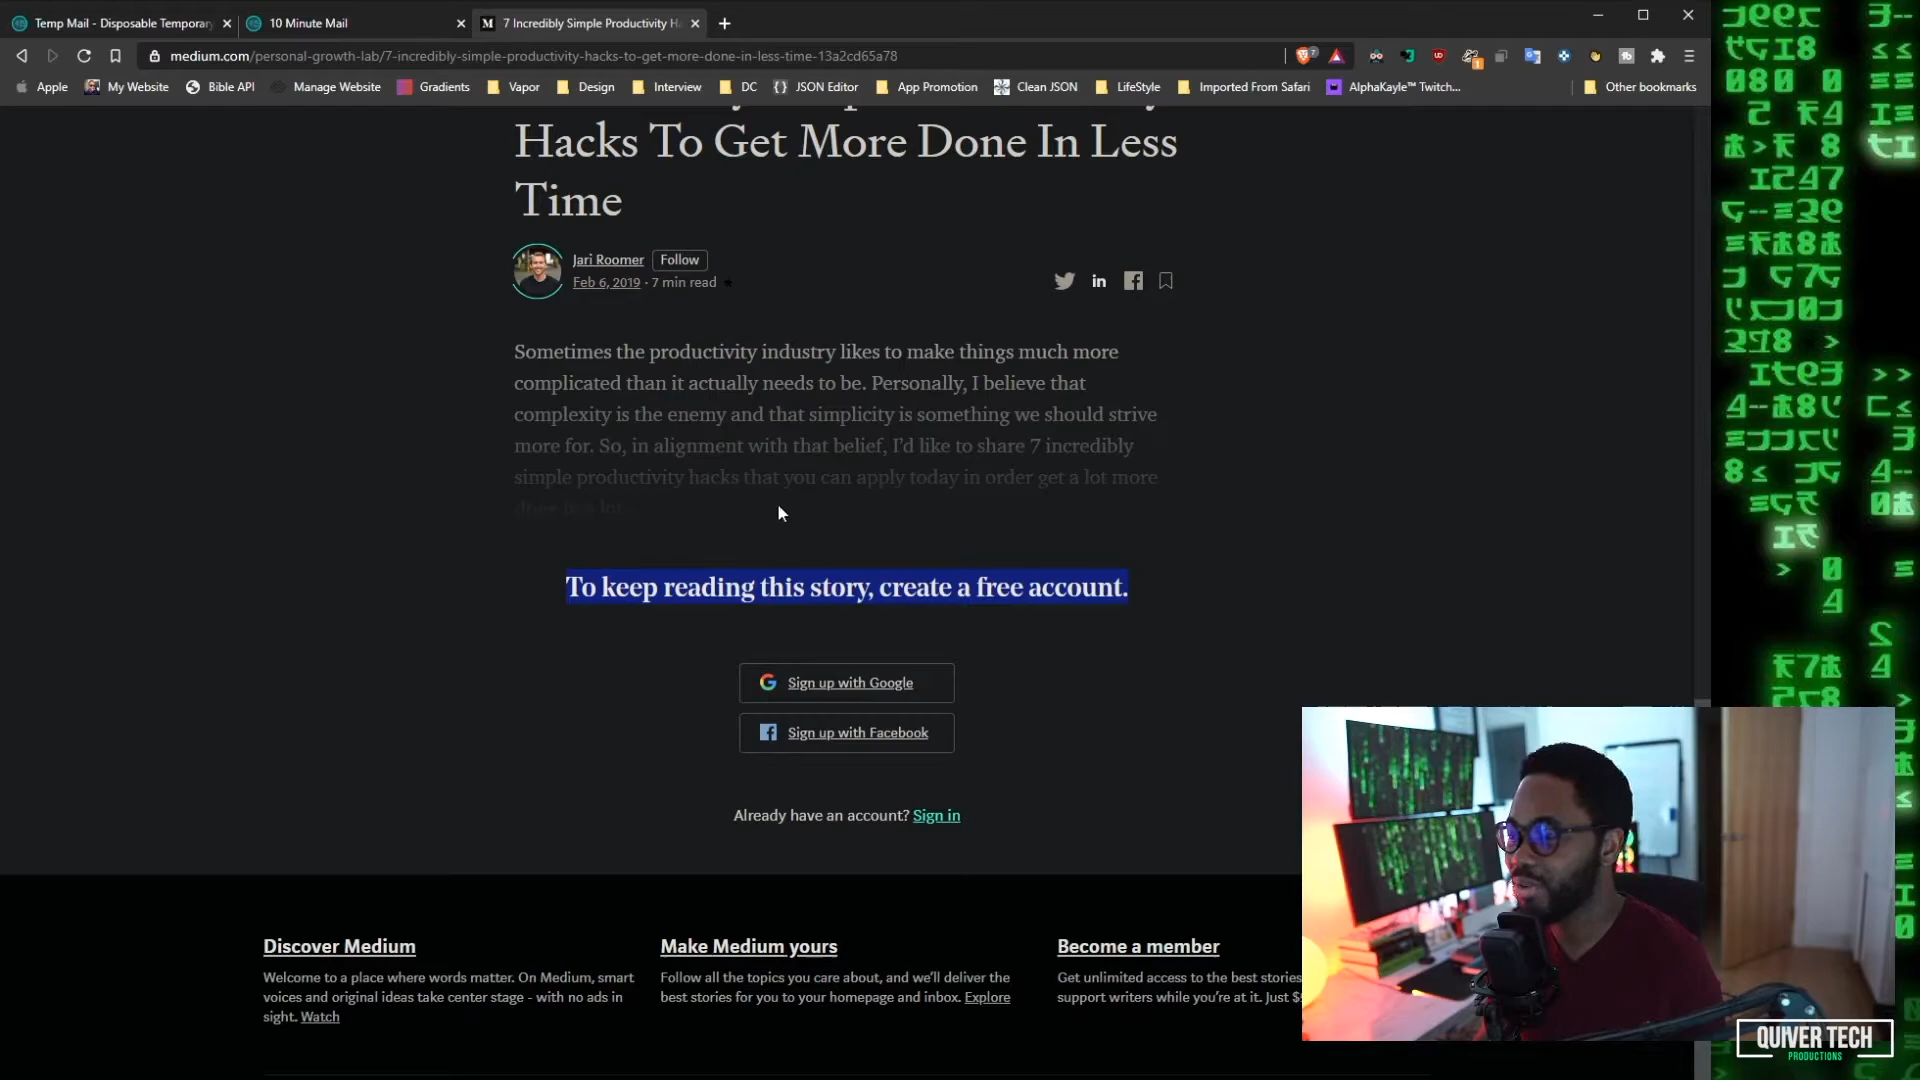 Temp Mail - Disposable Temporary
10 Minute Mail
7 Incredibly Simple Productivity H
medium.com/personal-growth-lab/7-incredibly-simple-productivity-hacks-to-get-more-done-in-less-time-13a2cd65a78
Apple My Website Bible API Manage Website Gradients Vapor Design Interview DC JSON Editor App Promotion Clean JSON LifeStyle Imported From Safari AlphaKayle™ Twitch... Other bookmarks
Hacks To Get More Done In Less
Time
Jari Roomer Follow
Feb 6, 2019 · 7 min read
Sometimes the productivity industry likes to make things much more
complicated than it actually needs to be. Personally, I believe that
complexity is the enemy and that simplicity is something we should strive
more for. So, in alignment with that belief, I'd like to share 7 incredibly
simple productivity hacks that you can apply today in order get a lot more
To keep reading this story, create a free account.
Sign up with Google
Sign up with Facebook
Already have an account? Sign in
Discover Medium
Welcome to a place where words matter. On Medium, smart
voices and original ideas take center stage - with no ads in
sight. Watch
Make Medium yours
Follow all the topics you care about, and we'll deliver the
best stories for you to your homepage and inbox. Explore
Become a member
Get unlimited access to the best stories
support writers while you're at it. Just $
QUIVER TECH
PRODUCTIONS